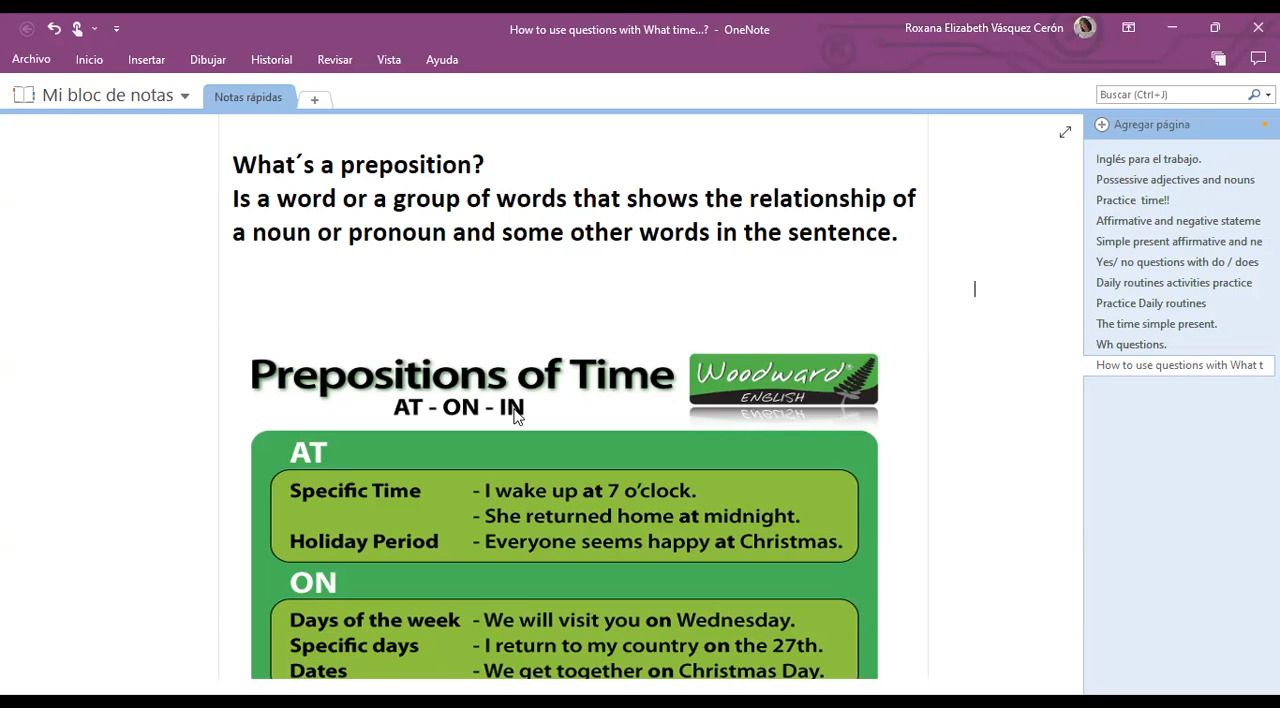 How to use questions with What time...? - OneNote
Roxana Elizabeth Vásquez Cerón
Archivo Inicio Insertar Dibujar Historial Revisar Vista Ayuda
Mi bloc de notas
Notas rápidas
Buscar (Ctrl+J)
What´s a preposition?
Is a word or a group of words that shows the relationship of
a noun or pronoun and some other words in the sentence.
Prepositions of Time
AT - ON - IN
Woodward®
ENGLISH
AT
Specific Time - I wake up at 7 o'clock.
- She returned home at midnight.
Holiday Period - Everyone seems happy at Christmas.
ON
Days of the week - We will visit you on Wednesday.
Specific days - I return to my country on the 27th.
Dates - We get together on Christmas Day.
Agregar página
Inglés para el trabajo.
Possessive adjectives and nouns
Practice time!!
Affirmative and negative stateme
Simple present affirmative and ne
Yes/ no questions with do / does
Daily routines activities practice
Practice Daily routines
The time simple present.
Wh questions.
How to use questions with What t